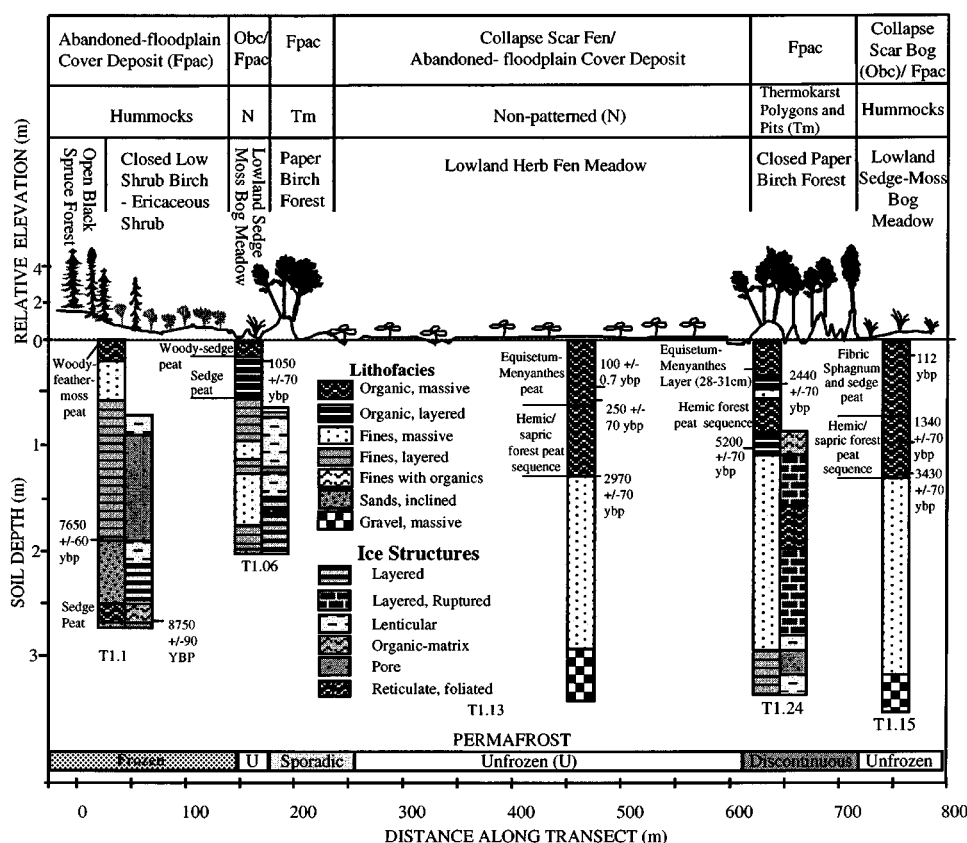 Abandoned-floodplain
Cover Deposit (Fpac)
Obc/
Fpac
Fpac
Collapse Scar Fen/
Abandoned- floodplain Cover Deposit
Fpac
Collapse
Scar Bog
(Obc)/ Fpac
Hummocks
N
Tm
Non-patterned (N)
Thermokarst
Polygons and
Pits (Tm)
Hummocks
Open Black
Spruce Forest
Closed Low
Shrub Birch
- Ericaceous
Shrub
Lowland Sedge
Moss Bog Meadow
Paper
Birch
Forest
Lowland Herb Fen Meadow
Closed Paper
Birch Forest
Lowland
Sedge-Moss
Bog
Meadow
RELATIVE ELEVATION (m)
4
2
0
SOIL DEPTH (m)
1
2
3
Woody-
feather-
moss peat
7650
+/-60
ybp
Sedge
Peat
8750
+/-90
YBP
T1.1
Woody-sedge
peat
Sedge
peat
1050
+/-70
ybp
T1.06
Lithofacies
Organic, massive
Organic, layered
Fines, massive
Fines, layered
Fines with organics
Sands, inclined
Gravel, massive
Ice Structures
Layered
Layered, Ruptured
Lenticular
Organic-matrix
Pore
Reticulate, foliated
Equisetum-
Menyanthes
peat
Hemic/
sapric
forest peat
sequence
100 +/-
0.7 ybp
250 +/-
70 ybp
2970
+/-70
ybp
T1.13
Equisetum-
Menyanthes
Layer (28-31cm)
Hemic forest
peat sequence
5200
+/-70
ybp
2440
+/-70
ybp
T1.24
Fibric
Sphagnum
and sedge
peat
Hemic/
sapric forest
peat
sequence
112
ybp
1340
+/-70
ybp
3430
+/-70
ybp
T1.15
PERMAFROST
Frozen
U
Sporadic
Unfrozen (U)
Discontinuous
Unfrozen
0
100
200
300
400
500
600
700
800
DISTANCE ALONG TRANSECT (m)